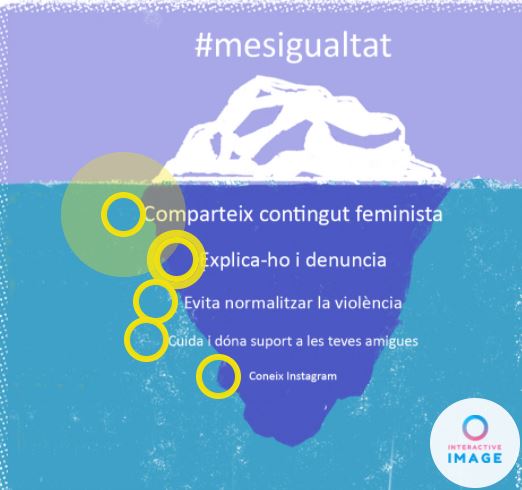 #mesigualtat
Comparteix contingut feminista
Explica-ho i denuncia
Evita normalitzar la violència
Cuida i dóna suport a les teves amigues
Coneix Instagram
INTERACTIVE
IMAGE